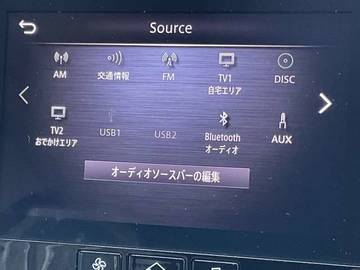 Source
AM
交通情報
FM
TV1
自宅エリア
DISC
TV2
おでかけエリア
USB1
USB2
Bluetooth
オーディオ
AUX
オーディオソースバーの編集